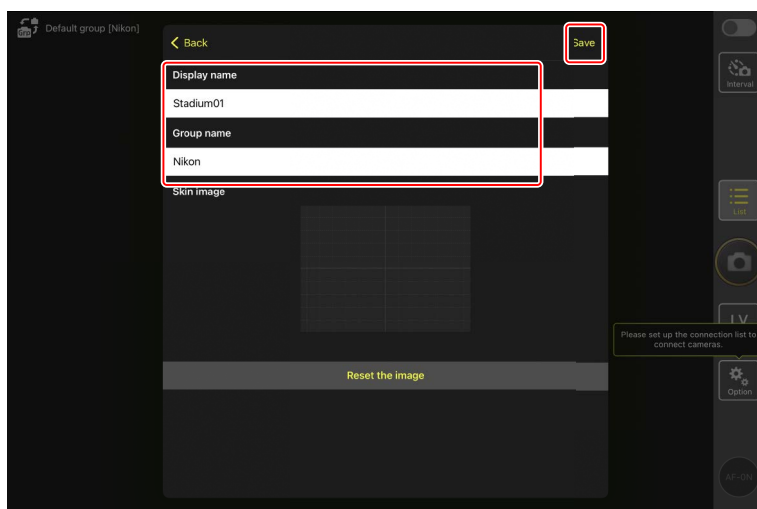 Grp
Default group [Nikon]
Back
Save
Display name
Stadium01
Group name
Nikon
Skin image
Reset the image
Interval
List
LV
Please set up the connection list to
connect cameras.
Option
AF-ON